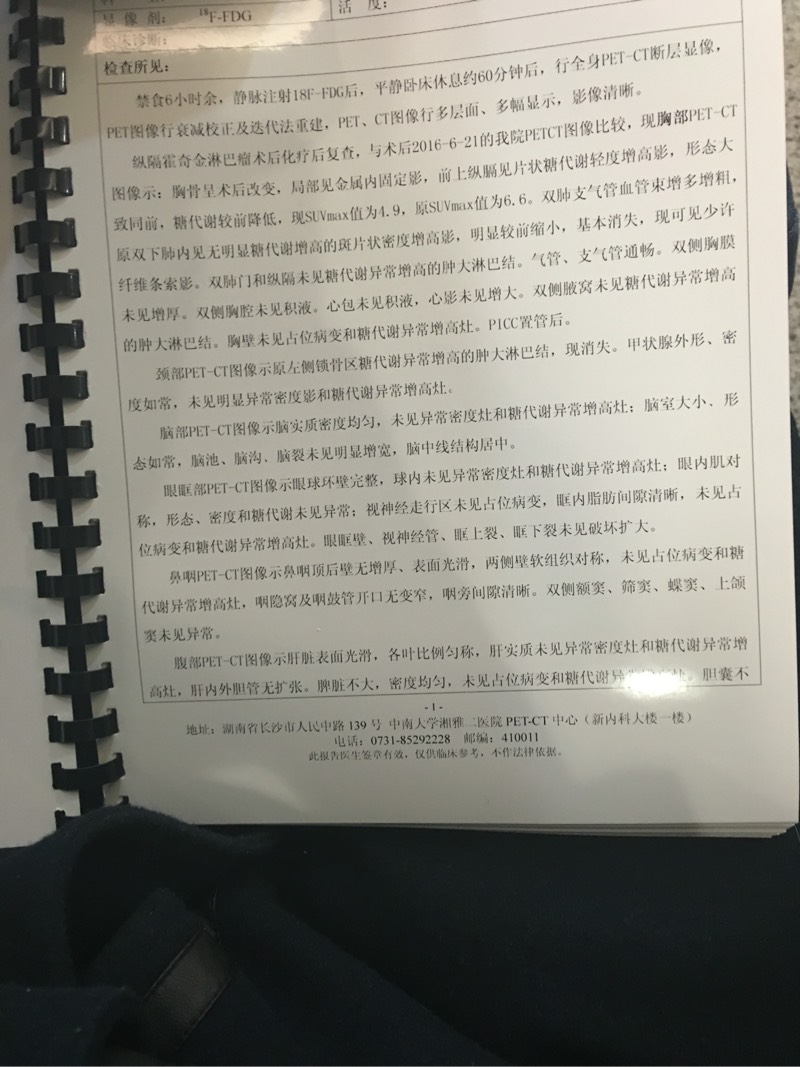 显 像 剂： ¹⁸F-FDG
活 度：
临床诊断：
检查所见：
禁食6小时余，静脉注射18F-FDG后，平静卧床休息约60分钟后，行全身PET-CT断层显像，
PET图像行衰减校正及迭代法重建，PET、CT图像行多层面、多幅显示，影像清晰。
纵隔霍奇金淋巴瘤术后化疗后复查，与术后2016-6-21的我院PETCT图像比较，现胸部PET-CT
图像示：胸骨呈术后改变，局部见金属内固定影，前上纵膈见片状糖代谢轻度增高影，形态大
致同前，糖代谢较前降低，现SUVmax值为4.9，原SUVmax值为6.6。双肺支气管血管束增多增粗，
原双下肺内见无明显糖代谢增高的斑片状密度增高影，明显较前缩小，基本消失，现可见少许
纤维条索影。双肺门和纵隔未见糖代谢异常增高的肿大淋巴结。气管、支气管通畅。双侧胸膜
未见增厚。双侧胸腔未见积液。心包未见积液，心影未见增大。双侧腋窝未见糖代谢异常增高
的肿大淋巴结。胸壁未见占位病变和糖代谢异常增高灶。PICC置管后。
颈部PET-CT图像示原左侧锁骨区糖代谢异常增高的肿大淋巴结，现消失。甲状腺外形、密
度如常，未见明显异常密度影和糖代谢异常增高灶。
脑部PET-CT图像示脑实质密度均匀，未见异常密度灶和糖代谢异常增高灶；脑室大小、形
态如常，脑池、脑沟、脑裂未见明显增宽，脑中线结构居中。
眼眶部PET-CT图像示眼球环壁完整，球内未见异常密度灶和糖代谢异常增高灶；眼内肌对
称，形态、密度和糖代谢未见异常；视神经走行区未见占位病变，眶内脂肪间隙清晰，未见占
位病变和糖代谢异常增高灶。眼眶壁、视神经管、眶上裂、眶下裂未见破坏扩大。
鼻咽PET-CT图像示鼻咽顶后壁无增厚、表面光滑，两侧壁软组织对称，未见占位病变和糖
代谢异常增高灶，咽隐窝及咽鼓管开口无变窄，咽旁间隙清晰。双侧额窦、筛窦、蝶窦、上颌
窦未见异常。
腹部PET-CT图像示肝脏表面光滑，各叶比例匀称，肝实质未见异常密度灶和糖代谢异常增
高灶，肝内外胆管无扩张。脾脏不大，密度均匀，未见占位病变和糖代谢异常增高灶。胆囊不
- 1 -
地址：湖南省长沙市人民中路 139 号 中南大学湘雅二医院 PET-CT 中心（新内科大楼一楼）
电话：0731-85292228 邮编：410011
此报告医生签章有效，仅供临床参考，不作法律依据。